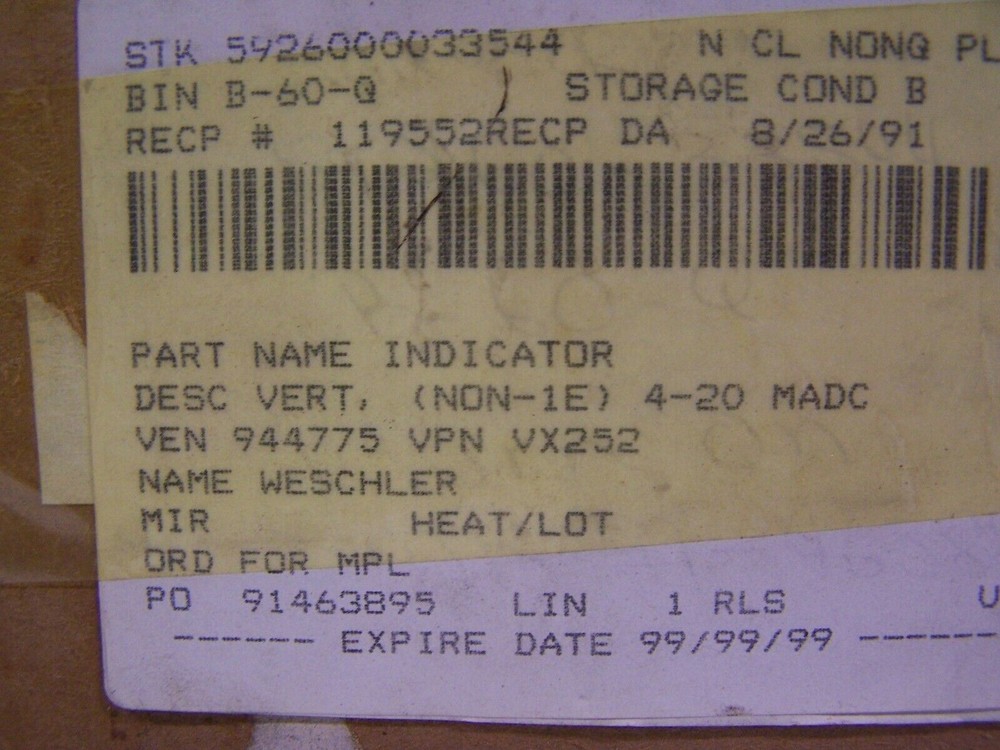 STK 5926000033544 N CL NONQ PL
BIN B-60-Q STORAGE COND B
RECP # 119552RECP DA 8/26/91
PART NAME INDICATOR
DESC VERT, (NON-1E) 4-20 MADC
VEN 944775 VPN VX252
NAME WESCHLER
MIR HEAT/LOT
ORD FOR MPL
PO 91463895 LIN 1 RLS U
------ EXPIRE DATE 99/99/99 ------